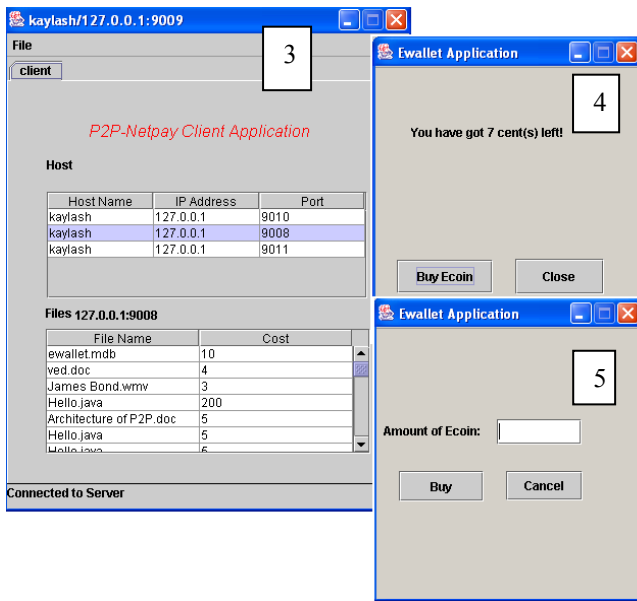 kaylash/127.0.0.1:9009
3
File
client
P2P-Netpay Client Application
Host
Host Name IP Address Port
kaylash 127.0.0.1 9010
kaylash 127.0.0.1 9008
kaylash 127.0.0.1 9011
Files 127.0.0.1:9008
File Name Cost
ewallet.mdb 10
ved.doc 4
James Bond.wmv 3
Hello.java 200
Architecture of P2P.doc 5
Hello.java 5
Hello.java
Connected to Server
Ewallet Application
4
You have got 7 cent(s) left!
Buy Ecoin Close
Ewallet Application
5
Amount of Ecoin:
Buy Cancel